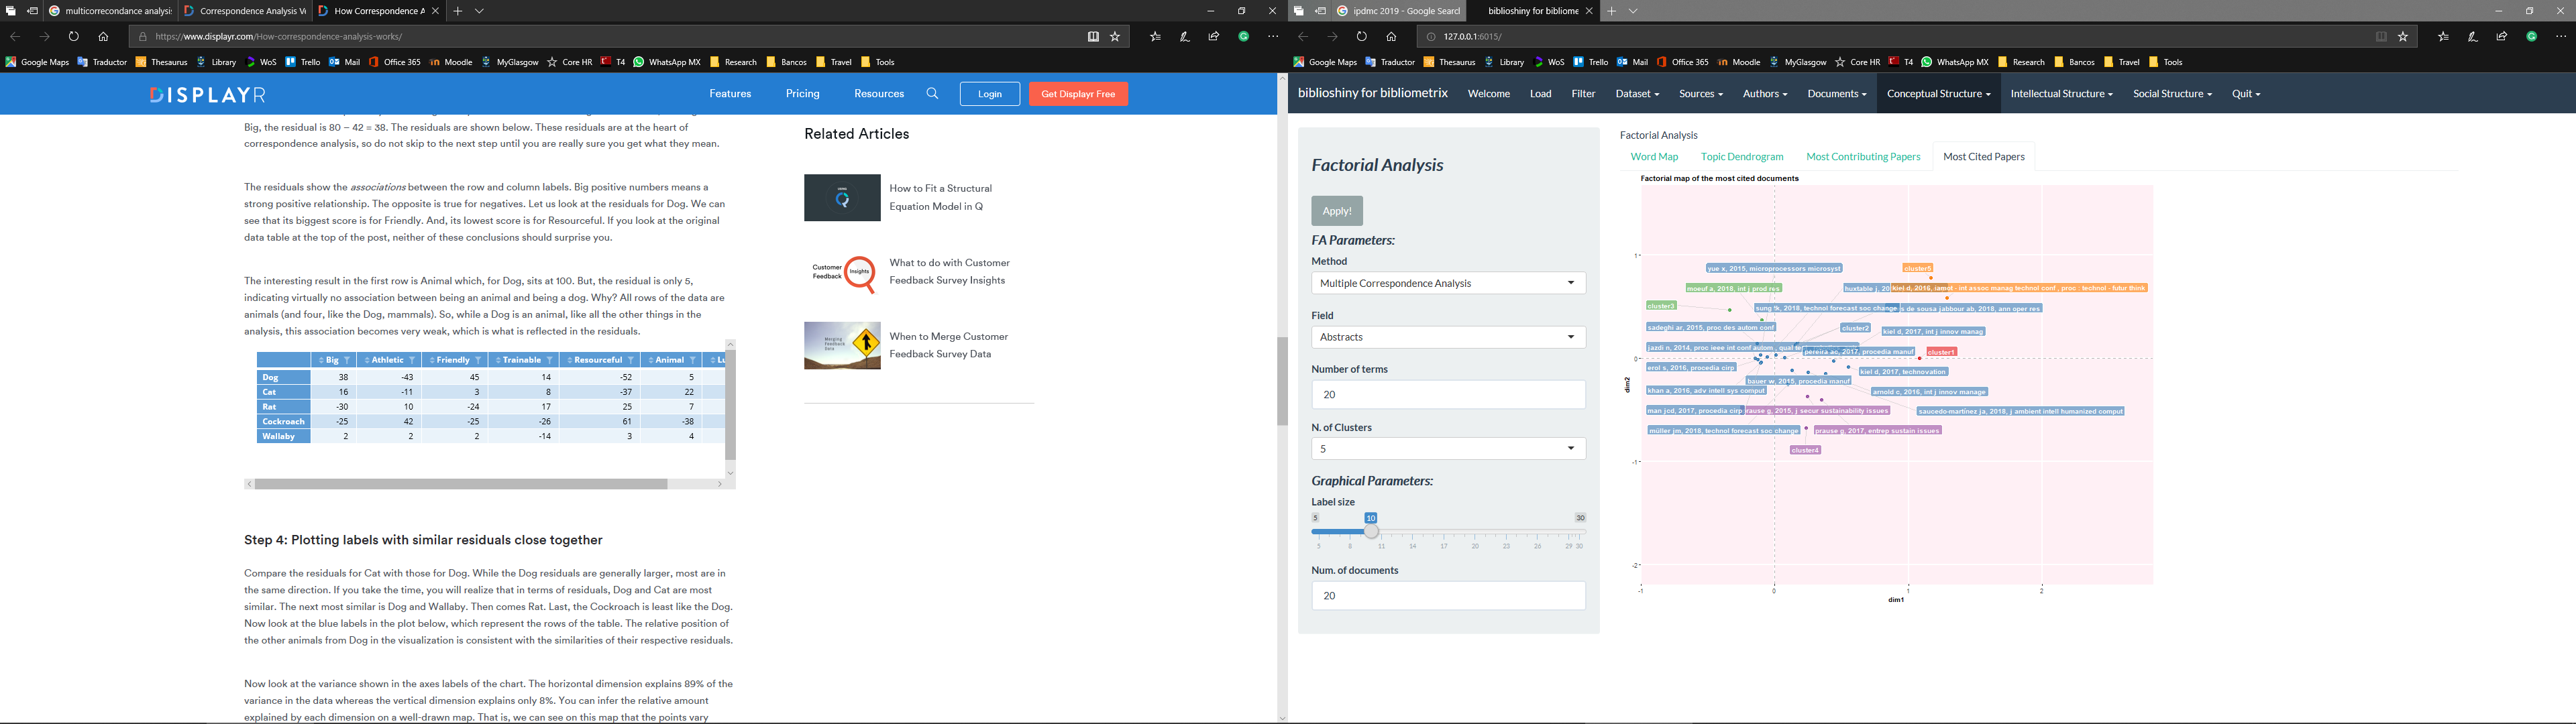 multicorrecondance analysis
Correspondence Analysis V
How Correspondence A
https://www.displayr.com/How-correspondence-analysis-works/
Google Maps Traductor Thesaurus Library WoS Trello Mail Office 365 Moodle MyGlasgow Core HR T4 WhatsApp MX Research Bancos Travel Tools
DISPLAYR
Features Pricing Resources Login Get Displayr Free
Big, the residual is 80 – 42 = 38. The residuals are shown below. These residuals are at the heart of
correspondence analysis, so do not skip to the next step until you are really sure you get what they mean.
The residuals show the associations between the row and column labels. Big positive numbers means a
strong positive relationship. The opposite is true for negatives. Let us look at the residuals for Dog. We can
see that its biggest score is for Friendly. And, its lowest score is for Resourceful. If you look at the original
data table at the top of the post, neither of these conclusions should surprise you.
The interesting result in the first row is Animal which, for Dog, sits at 100. But, the residual is only 5,
indicating virtually no association between being an animal and being a dog. Why? All rows of the data are
animals (and four, like the Dog, mammals). So, while a Dog is an animal, like all the other things in the
analysis, this association becomes very weak, which is what is reflected in the residuals.
Big Athletic Friendly Trainable Resourceful Animal Lu
Dog 38 -43 45 14 -52 5
Cat 16 -11 3 8 -37 22
Rat -30 10 -24 17 25 7
Cockroach -25 42 -25 -26 61 -38
Wallaby 2 2 2 -14 3 4
Step 4: Plotting labels with similar residuals close together
Compare the residuals for Cat with those for Dog. While the Dog residuals are generally larger, most are in
the same direction. If you take the time, you will realize that in terms of residuals, Dog and Cat are most
similar. The next most similar is Dog and Wallaby. Then comes Rat. Last, the Cockroach is least like the Dog.
Now look at the blue labels in the plot below, which represent the rows of the table. The relative position of
the other animals from Dog in the visualization is consistent with the similarities of their respective residuals.
Now look at the variance shown in the axes labels of the chart. The horizontal dimension explains 89% of the
variance in the data whereas the vertical dimension explains only 8%. You can infer the relative amount
explained by each dimension on a well-drawn map. That is, we can see on this map that the points vary
Related Articles
How to Fit a Structural
Equation Model in Q
Customer
Feedback
Insights
What to do with Customer
Feedback Survey Insights
Merging
Feedback
Data
When to Merge Customer
Feedback Survey Data
ipdmc 2019 - Google Searcl
biblioshiny for bibliome
127.0.0.1:6015/
Google Maps Traductor Thesaurus Library WoS Trello Mail Office 365 Moodle MyGlasgow Core HR T4 WhatsApp MX Research Bancos Travel Tools
biblioshiny for bibliometrix Welcome Load Filter Dataset Sources Authors Documents Conceptual Structure Intellectual Structure Social Structure Quit
Factorial Analysis
Apply!
FA Parameters:
Method
Multiple Correspondence Analysis
Field
Abstracts
Number of terms
20
N. of Clusters
5
Graphical Parameters:
Label size
5 10 30
5 8 11 14 17 20 23 26 29 30
Num. of documents
20
Factorial Analysis
Word Map Topic Dendrogram Most Contributing Papers Most Cited Papers
Factorial map of the most cited documents
yue x, 2015, microprocessors microsyst
cluster5
moeuf a, 2018, int j prod res
huxtable j, 20
kiel d, 2016, iamot - int assoc manag technol conf , proc : technol - futur think
cluster3
sung tk, 2018, technol forecast soc change
s de sousa jabbour ab, 2018, ann oper res
sadeghi ar, 2015, proc des autom conf
cluster2
kiel d, 2017, int j innov manag
jazdi n, 2014, proc ieee int conf autom , qual
pereira ac, 2017, procedia manuf
cluster1
erol s, 2016, procedia cirp
kiel d, 2017, technovation
bauer w, 2015, procedia manuf
khan a, 2016, adv intell sys comput
arnold c, 2016, int j innov manage
man jcd, 2017, procedia cirp
rause g, 2015, j secur sustainability issues
saucedo-martínez ja, 2018, j ambient intell humanized comput
müller jm, 2018, technol forecast soc change
prause g, 2017, entrep sustain issues
cluster4
1
0
-1
-2
dim2
-1 0 1 2
dim1